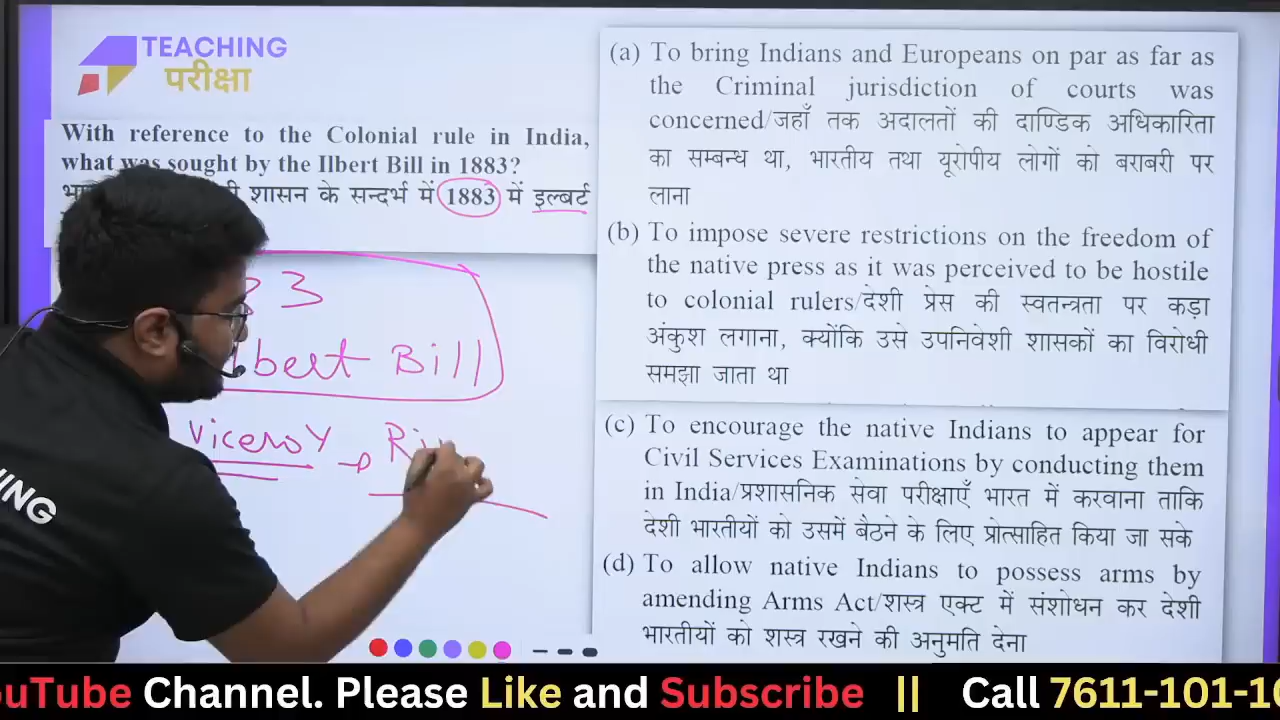 TEACHING
परीक्षा
With reference to the Colonial rule in India,
what was sought by the Ilbert Bill in 1883?
शासन के सन्दर्भ में 1883 में इल्बर्ट
3
bert Bill
viceroy → Ri
ING
(a) To bring Indians and Europeans on par as far as
the Criminal jurisdiction of courts was
concerned/जहाँ तक अदालतों की दाण्डिक अधिकारिता
का सम्बन्ध था, भारतीय तथा यूरोपीय लोगों को बराबरी पर
लाना
(b) To impose severe restrictions on the freedom of
the native press as it was perceived to be hostile
to colonial rulers/देशी प्रेस की स्वतन्त्रता पर कड़ा
अंकुश लगाना, क्योंकि उसे उपनिवेशी शासकों का विरोधी
समझा जाता था
(c) To encourage the native Indians to appear for
Civil Services Examinations by conducting them
in India/प्रशासनिक सेवा परीक्षाएँ भारत में करवाना ताकि
देशी भारतीयों को उसमें बैठने के लिए प्रोत्साहित किया जा सके
(d) To allow native Indians to possess arms by
amending Arms Act/शस्त्र एक्ट में संशोधन कर देशी
भारतीयों को शस्त्र रखने की अनुमति देना
ouTube Channel. Please Like and Subscribe || Call 7611-101-10